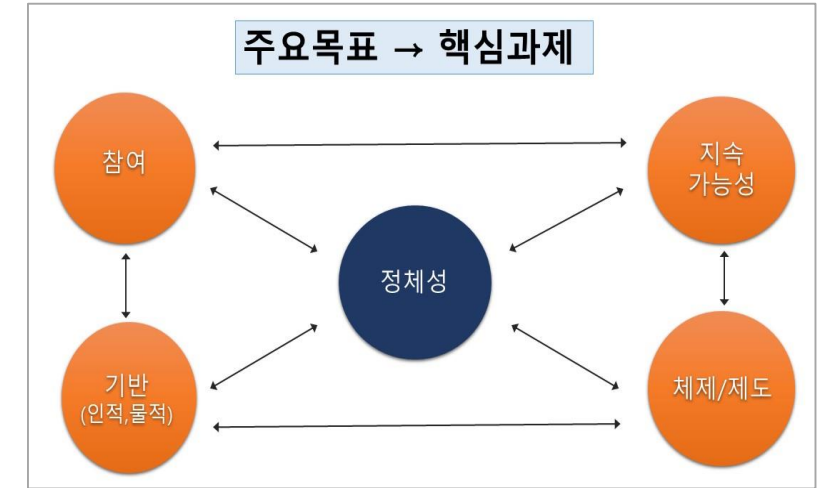 주요목표 → 핵심과제
참여
지속
가능성
정체성
기반
(인적,물적)
체제/제도